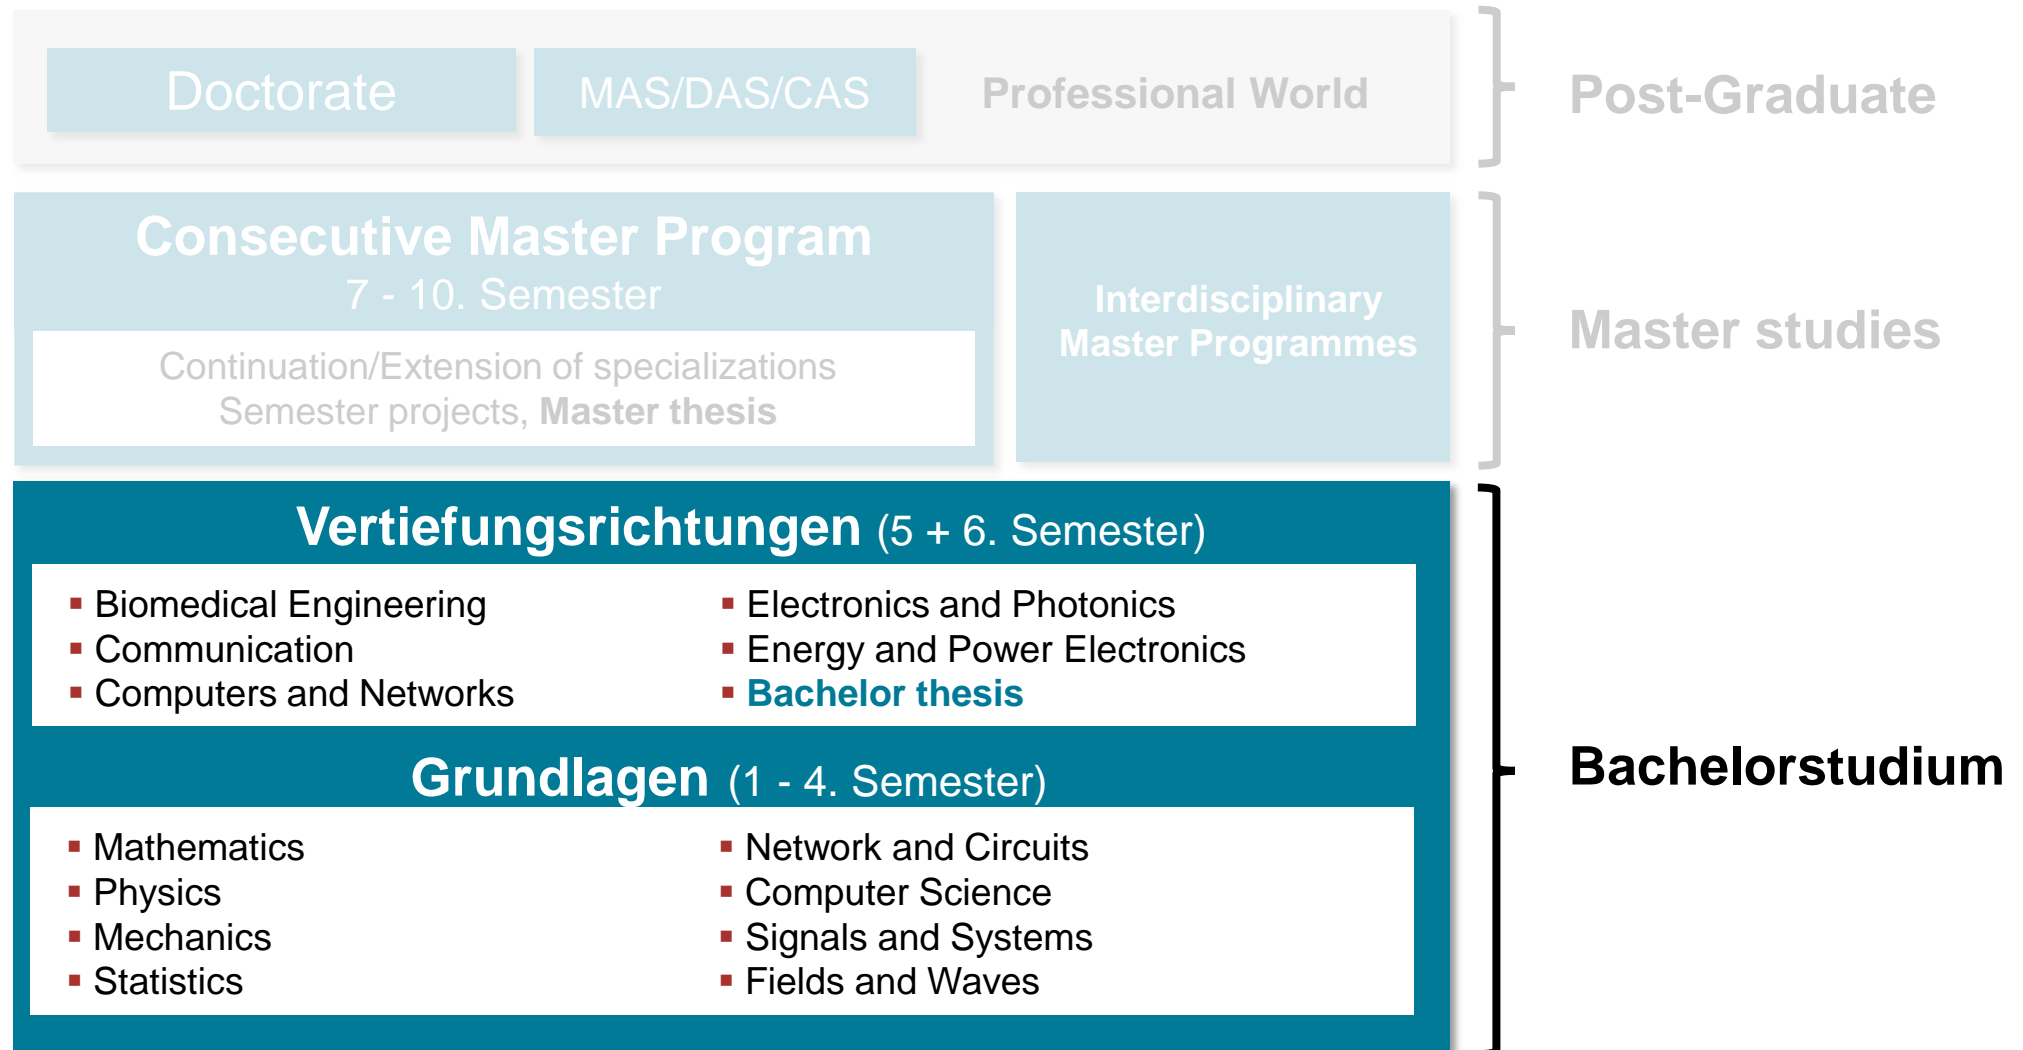 Doctorate
MAS/DAS/CAS
Professional World
Post-Graduate
Consecutive Master Program
7 - 10. Semester
Continuation/Extension of specializations
Semester projects, Master thesis
Interdisciplinary
Master Programmes
Master studies
Vertiefungsrichtungen (5 + 6. Semester)
▪ Biomedical Engineering
▪ Communication
▪ Computers and Networks
▪ Electronics and Photonics
▪ Energy and Power Electronics
▪ Bachelor thesis
Grundlagen (1 - 4. Semester)
▪ Mathematics
▪ Physics
▪ Mechanics
▪ Statistics
▪ Network and Circuits
▪ Computer Science
▪ Signals and Systems
▪ Fields and Waves
Bachelorstudium